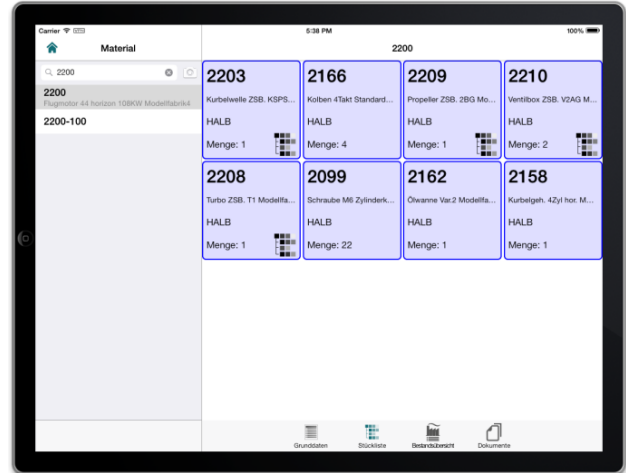 Carrier VPN 5:38 PM 100%
Material 2200
2200
2200
Flugmotor 44 horizon 108KW Modellfabrik4
2200-100
2203 2166 2209 2210
Kurbelwelle ZSB. KSPS... Kolben 4Takt Standard... Propeller ZSB. 2BG Mo... Ventilbox ZSB. V2AG M...
HALB HALB HALB HALB
Menge: 1 Menge: 4 Menge: 1 Menge: 2
2208 2099 2162 2158
Turbo ZSB. T1 Modellfa... Schraube M6 Zylinderk... Ölwanne Var.2 Modellfa... Kurbelgeh. 4Zyl hor. M...
HALB HALB HALB HALB
Menge: 1 Menge: 22 Menge: 1 Menge: 1
Grunddaten Stückliste Bestandsübersicht Dokumente